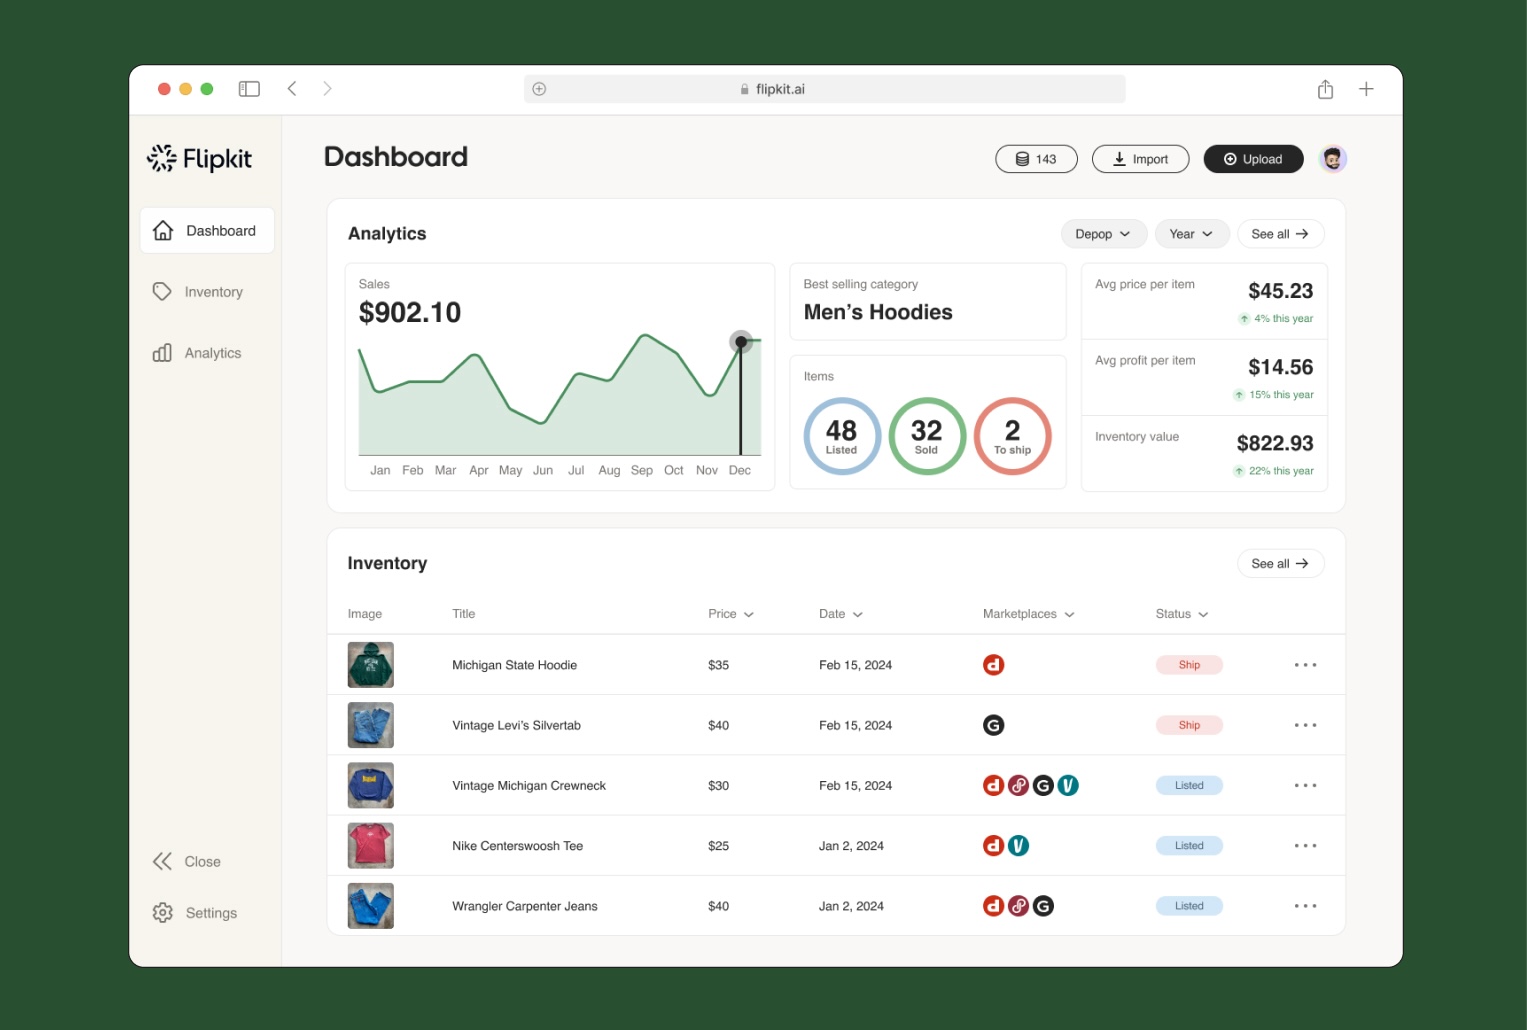 flipkit.ai
Flipkit
Dashboard
Inventory
Analytics
Close
Settings
Dashboard
143
Import
Upload
Analytics
Depop
Year
See all
Sales
$902.10
Jan Feb Mar Apr May Jun Jul Aug Sep Oct Nov Dec
Best selling category
Men’s Hoodies
Items
48
Listed
32
Sold
2
To ship
Avg price per item
$45.23
4% this year
Avg profit per item
$14.56
15% this year
Inventory value
$822.93
22% this year
Inventory
See all
Image Title Price Date Marketplaces Status
Michigan State Hoodie $35 Feb 15, 2024 d Ship
Vintage Levi’s Silvertab $40 Feb 15, 2024 G Ship
Vintage Michigan Crewneck $30 Feb 15, 2024 d P G V Listed
Nike Centerswoosh Tee $25 Jan 2, 2024 d V Listed
Wrangler Carpenter Jeans $40 Jan 2, 2024 d P G Listed